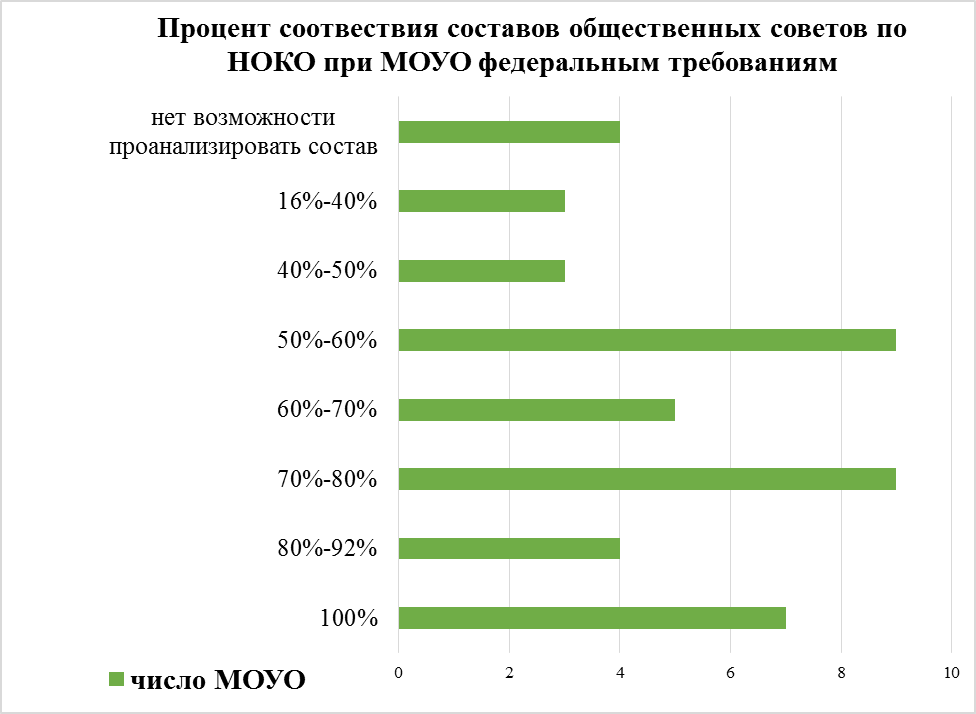 Процент соотвествия составов общественных советов по
НОКО при МОУО федеральным требованиям
нет возможности
проанализировать состав
16%-40%
40%-50%
50%-60%
60%-70%
70%-80%
80%-92%
100%
0 2 4 6 8 10
число МОУО